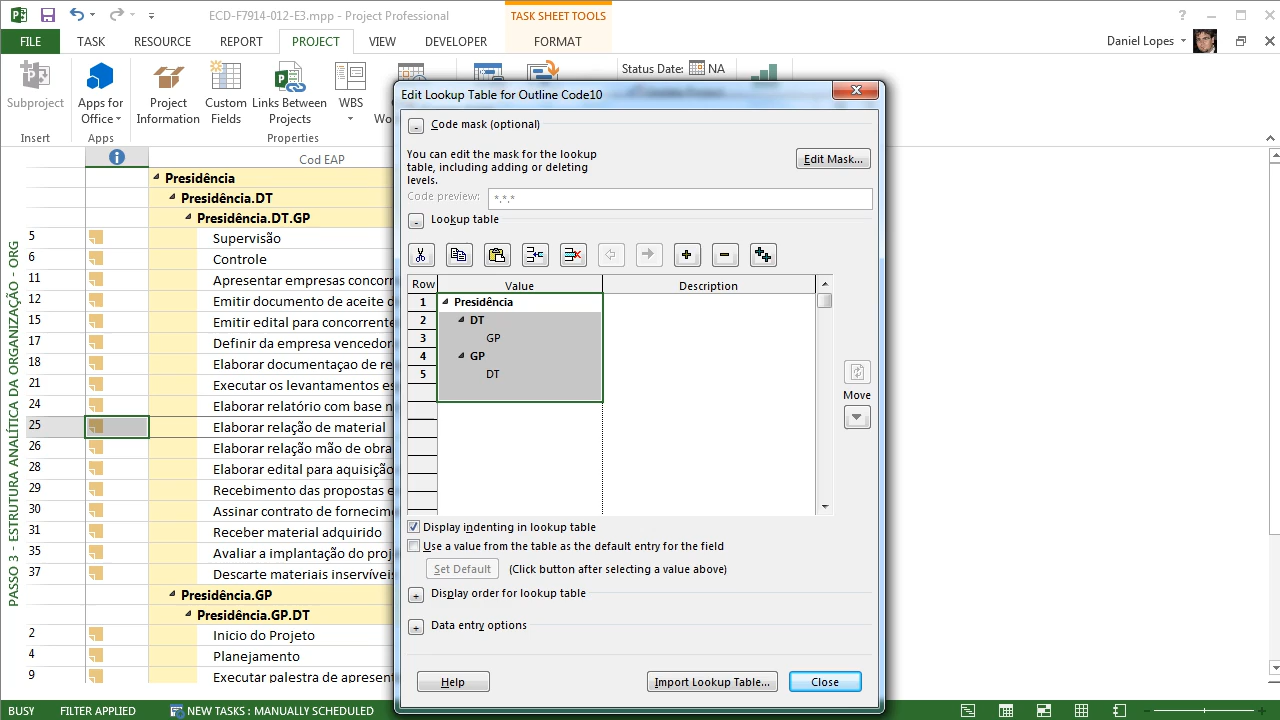 ECD-F7914-012-E3.mpp - Project Professional
TASK SHEET TOOLS
FILE
TASK
RESOURCE
REPORT
PROJECT
VIEW
DEVELOPER
FORMAT
Daniel Lopes
Subproject
Apps for
Office
Project
Information
Custom
Fields
Links Between
Projects
WBS
Status Date:
NA
Insert
Apps
Properties
Edit Lookup Table for Outline Code10
Code mask (optional)
You can edit the mask for the lookup
table, including adding or deleting
levels.
Edit Mask...
Code preview:
*.*.*
Lookup table
Row
Value
Description
1
Presidência
2
DT
3
GP
4
GP
5
DT
Move
Display indenting in lookup table
Use a value from the table as the default entry for the field
Set Default
(Click button after selecting a value above)
Display order for lookup table
Data entry options
Help
Import Lookup Table...
Close
PASSO 3 - ESTRUTURA ANALÍTICA DA ORGANIZAÇÃO - ORG
Cod EAP
Presidência
Presidência.DT
Presidência.DT.GP
5 Supervisão
6 Controle
11 Apresentar empresas concorr
12 Emitir documento de aceite d
15 Emitir edital para concorrente
17 Definir da empresa vencedor
18 Elaborar documentaçao de re
21 Executar os levantamentos es
24 Elaborar relatório com base n
25 Elaborar relação de material
26 Elaborar relação mão de obra
28 Elaborar edital para aquisição
29 Recebimento das propostas e
30 Assinar contrato de fornecim
31 Receber material adquirido
35 Avaliar a implantação do proj
37 Descarte materiais inservíveis
Presidência.GP
Presidência.GP.DT
2 Inicio do Projeto
4 Planejamento
9 Executar palestra de apresent
BUSY
FILTER APPLIED
NEW TASKS : MANUALLY SCHEDULED